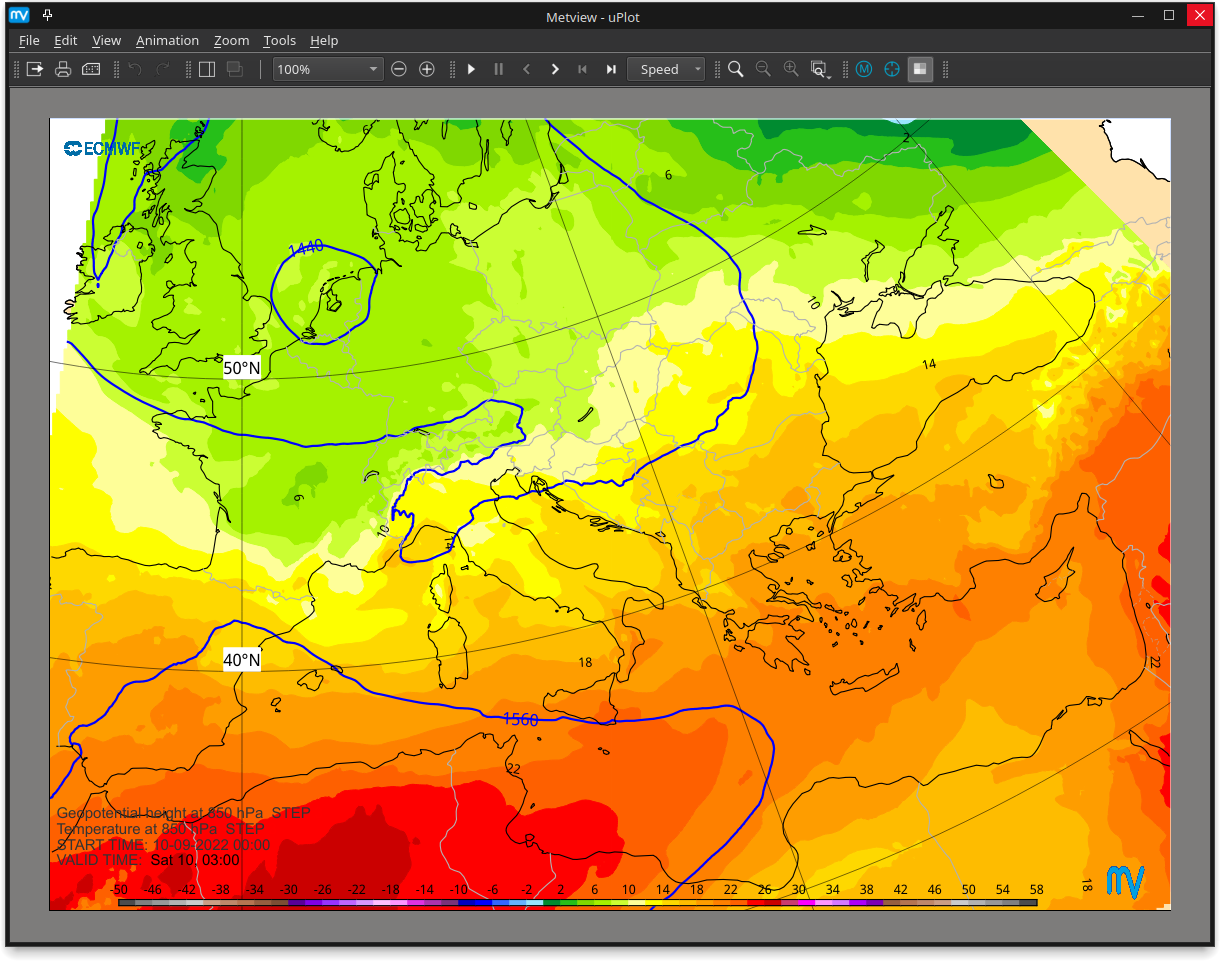 Metview - uPlot
File Edit View Animation Zoom Tools Help
100% Speed
ECMWF
6
2
6
1440
10
50°N
14
6
10
14
18
22
40°N
1560
22
Geopotential height at 850 hPa STEP
Temperature at 850 hPa STEP
START TIME: 10-09-2022 00:00
VALID TIME: Sat 10, 03:00
18
-50 -46 -42 -38 -34 -30 -26 -22 -18 -14 -10 -6 -2 2 6 10 14 18 22 26 30 34 38 42 46 50 54 58